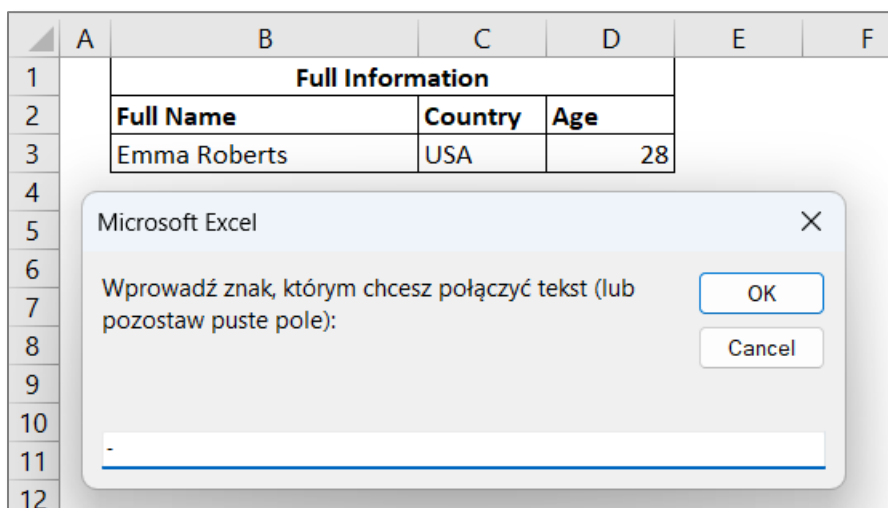 A B C D E F
1 Full Information
2 Full Name Country Age
3 Emma Roberts USA 28
4
5 Microsoft Excel
6
7 Wprowadź znak, którym chcesz połączyć tekst (lub OK
pozostaw puste pole):
8 Cancel
9
10
11 -
12